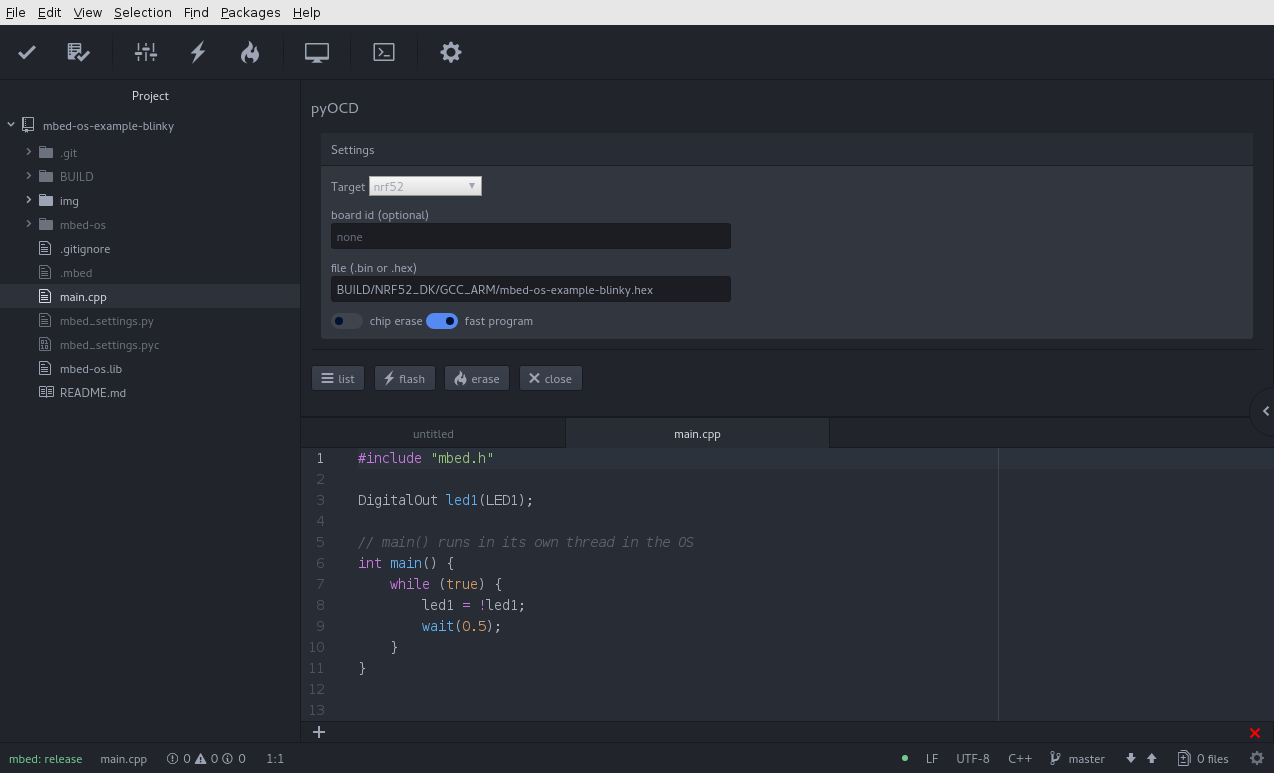 File Edit View Selection Find Packages Help
Project
mbed-os-example-blinky
.git
BUILD
img
mbed-os
.gitignore
.mbed
main.cpp
mbed_settings.py
mbed_settings.pyc
mbed-os.lib
README.md
pyOCD
Settings
Target nrf52
board id (optional)
none
file (.bin or .hex)
BUILD/NRF52_DK/GCC_ARM/mbed-os-example-blinky.hex
chip erase fast program
list flash erase close
untitled main.cpp
1 #include "mbed.h"
2
3 DigitalOut led1(LED1);
4
5 // main() runs in its own thread in the OS
6 int main() {
7 while (true) {
8 led1 = !led1;
9 wait(0.5);
10 }
11 }
12
13
mbed: release main.cpp 0 0 0 1:1 LF UTF-8 C++ master 0 files